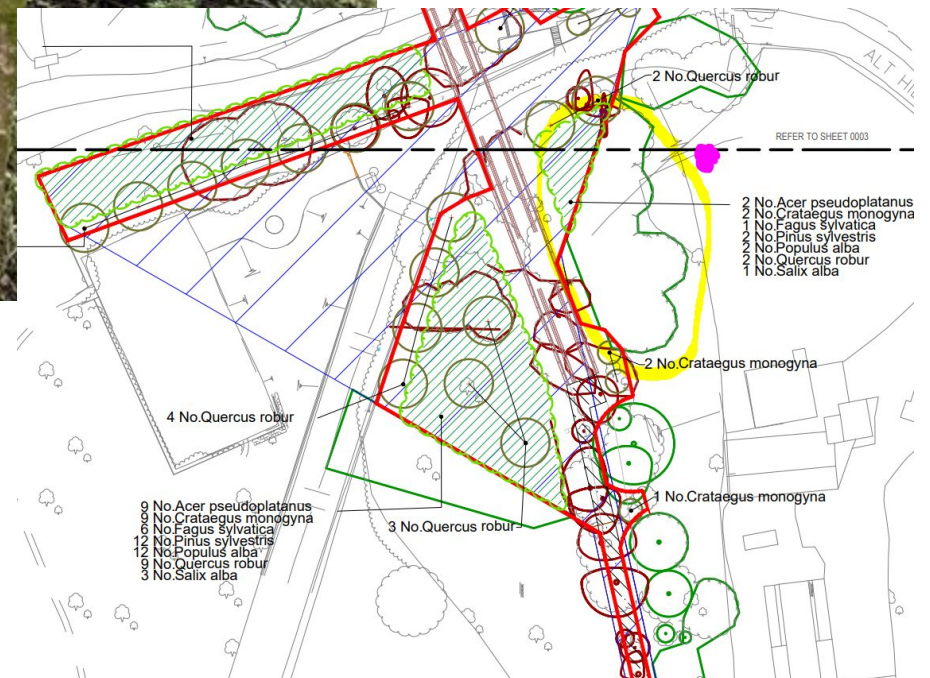 2 No.Quercus robur
ALT HI
REFER TO SHEET 0003
2 No.Acer pseudoplatanus
2 No.Crataegus monogyna
1 No.Fagus sylvatica
2 No.Pinus sylvestris
2 No.Populus alba
2 No.Quercus robur
1 No.Salix alba
2 No.Crataegus monogyna
4 No.Quercus robur
1 No.Crataegus monogyna
9 No.Acer pseudoplatanus
9 No.Crataegus monogyna
6 No.Fagus sylvatica
12 No.Pinus sylvestris
12 No.Populus alba
9 No.Quercus robur
3 No.Salix alba
3 No.Quercus robur